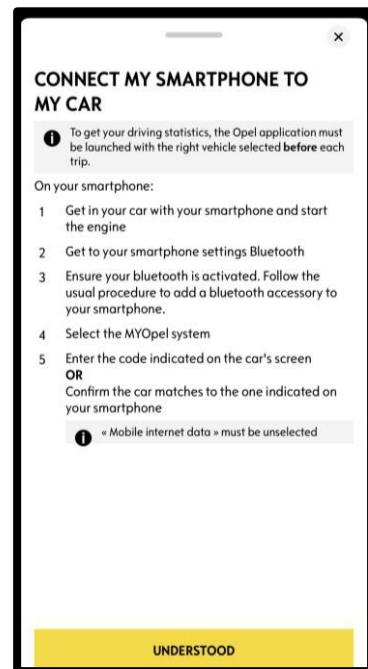 CONNECT MY SMARTPHONE TO
MY CAR
To get your driving statistics, the Opel application must
be launched with the right vehicle selected before each
trip.
On your smartphone:
1 Get in your car with your smartphone and start
the engine
2 Get to your smartphone settings Bluetooth
3 Ensure your bluetooth is activated. Follow the
usual procedure to add a bluetooth accessory to
your smartphone.
4 Select the MYOpel system
5 Enter the code indicated on the car's screen
OR
Confirm the car matches to the one indicated on
your smartphone
« Mobile internet data » must be unselected
UNDERSTOOD